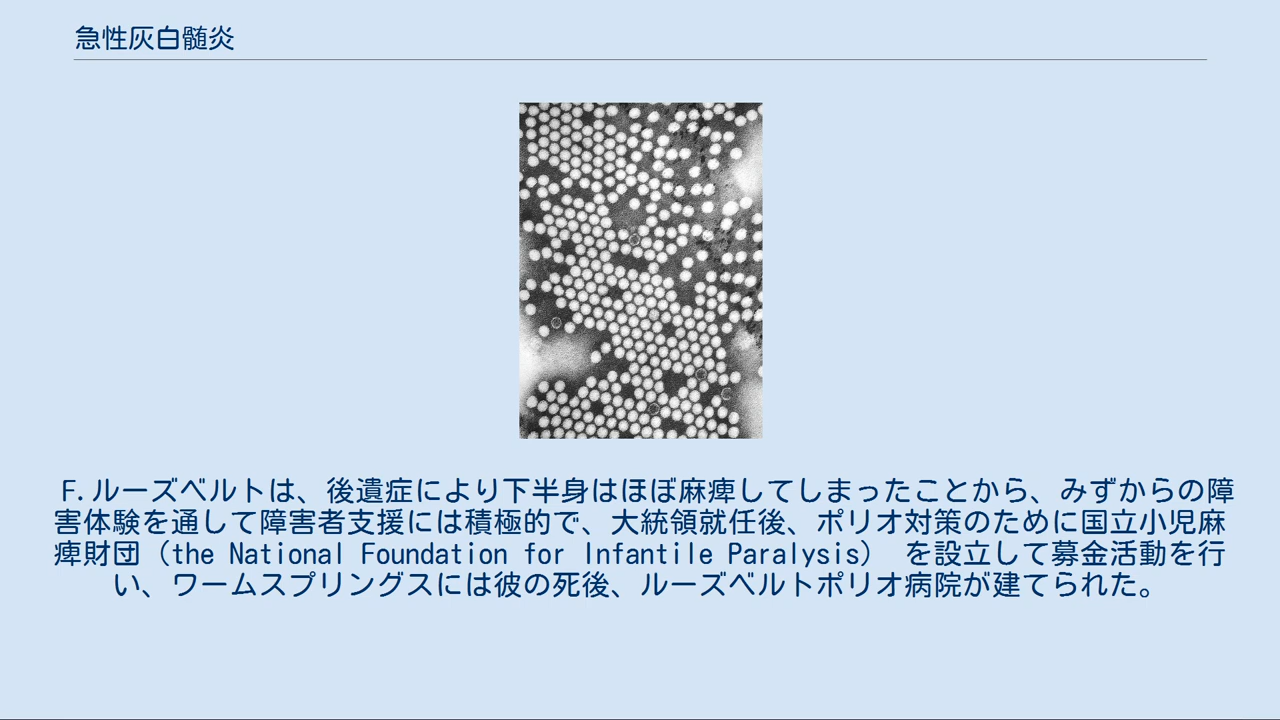 急性灰白髄炎
F.ルーズベルトは、後遺症により下半身はほぼ麻痺してしまったことから、みずからの障
害体験を通して障害者支援には積極的で、大統領就任後、ポリオ対策のために国立小児麻
痺財団（the National Foundation for Infantile Paralysis） を設立して募金活動を行
い、ワームスプリングスには彼の死後、ルーズベルトポリオ病院が建てられた。